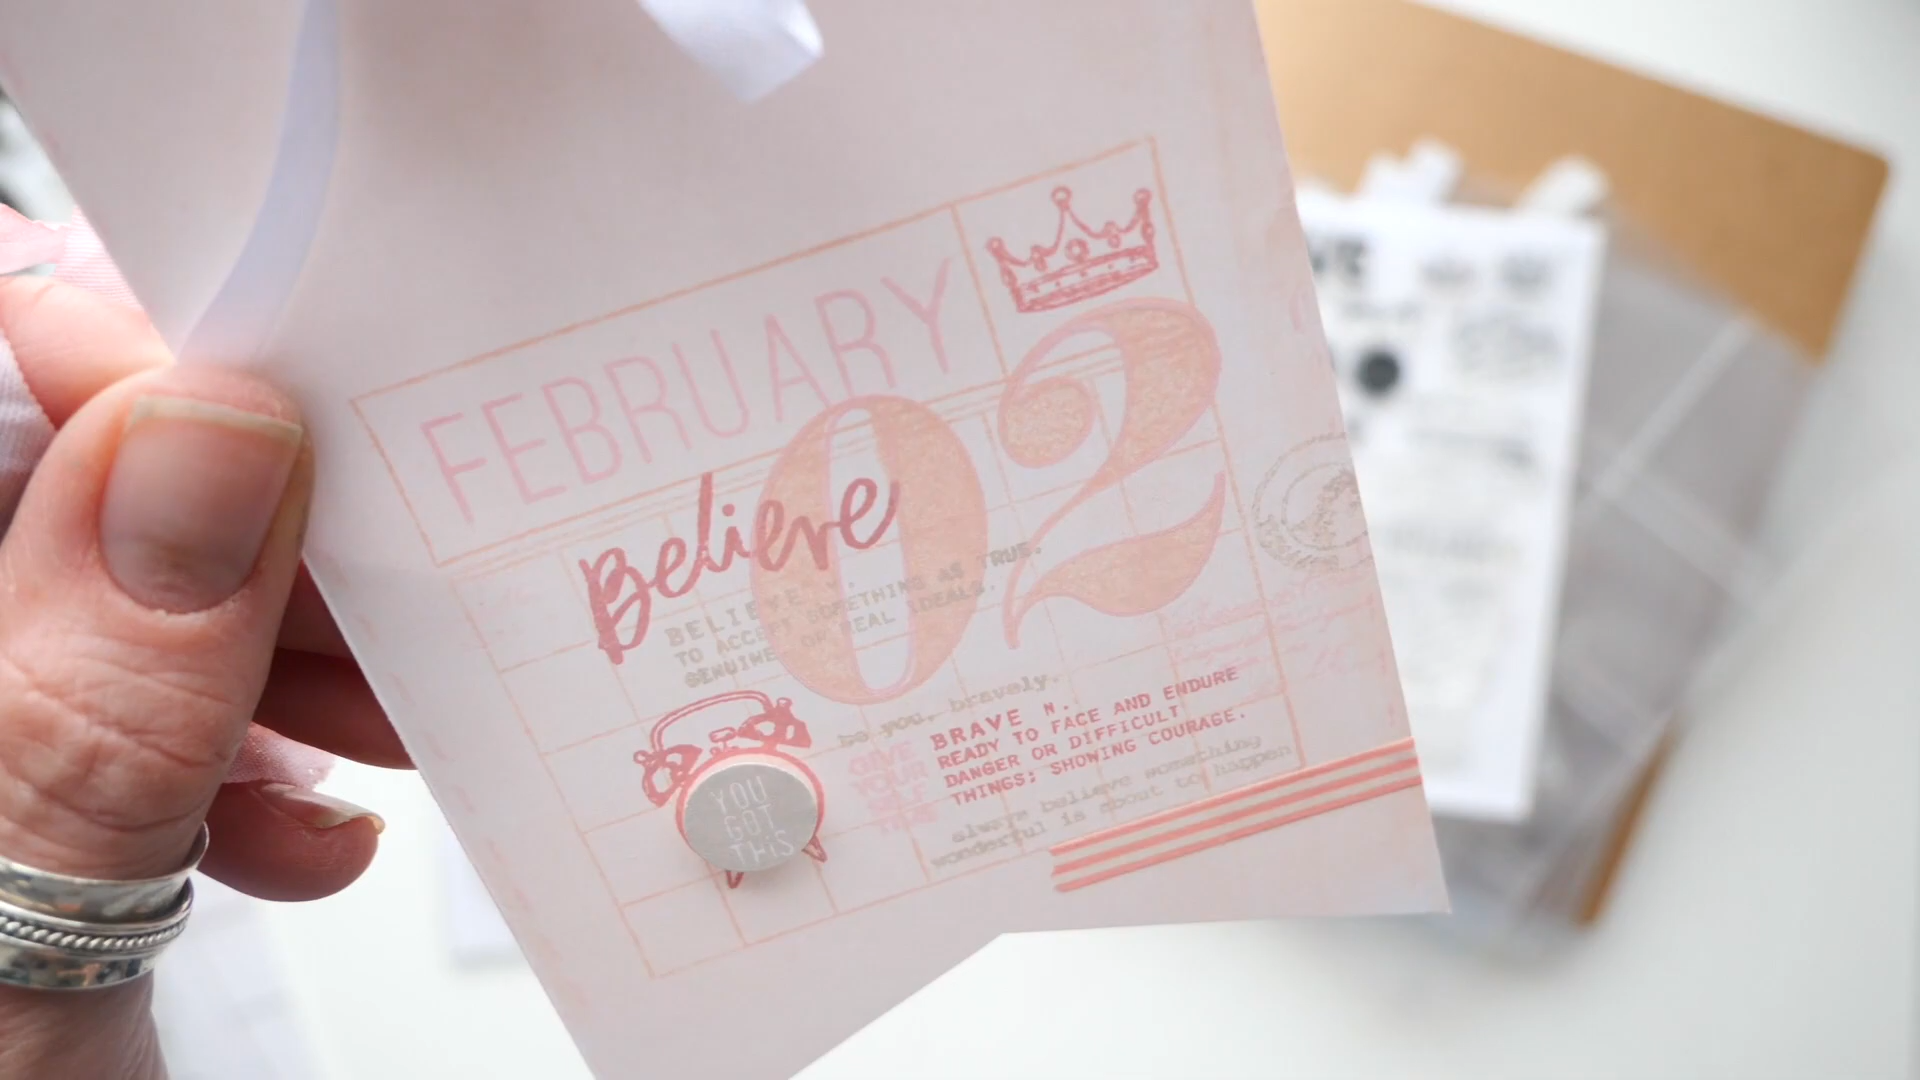 FEBRUARY
02
Believe
BELIEVE V.
TO ACCEPT SOMETHING AS TRUE.
GENUINE OR REAL IDEALS.
be you, bravely.
BRAVE N.
READY TO FACE AND ENDURE
DANGER OR DIFFICULT
THINGS; SHOWING COURAGE.
GIVE
YOUR
SELF
TIME
YOU
GOT
THIS
always believe something
wonderful is about to happen